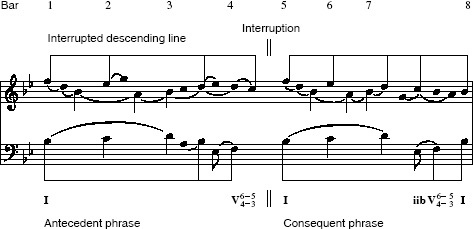 Bar 1 2 3 4 5 6 7 8
Interruption
Interrupted descending line
I V6–5 4–3 I iib V6–5 4–3 I
Antecedent phrase Consequent phrase